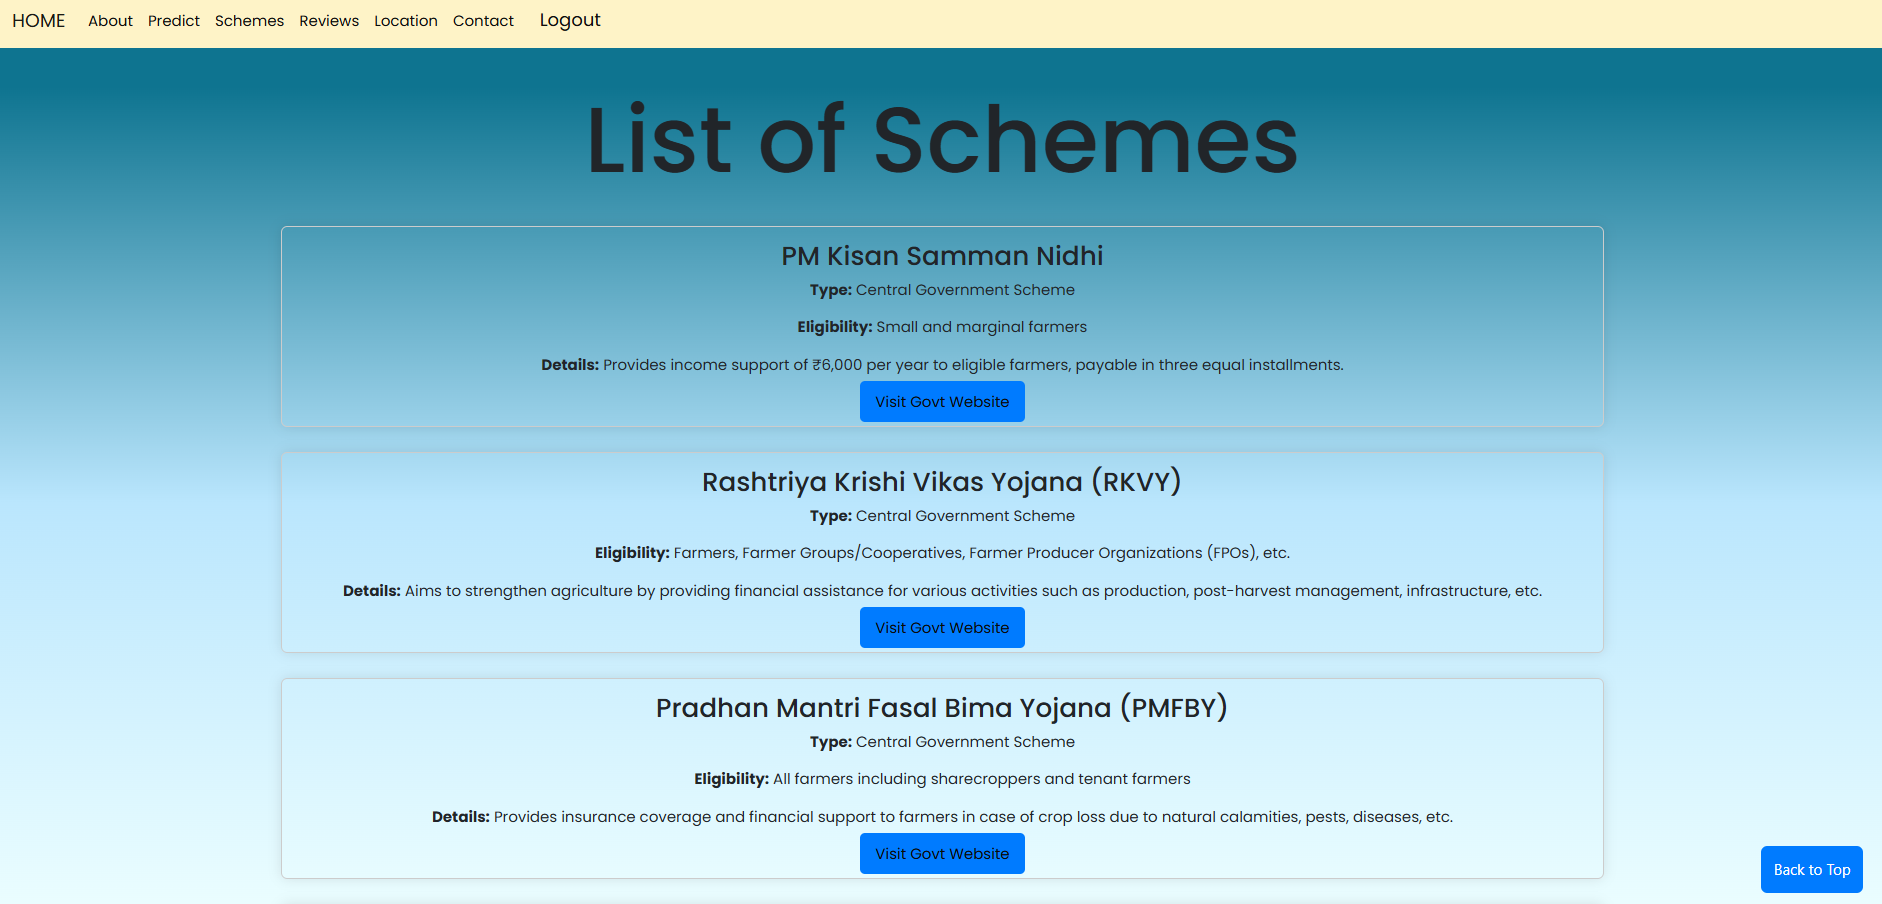 HOME About Predict Schemes Reviews Location Contact Logout
List of Schemes
PM Kisan Samman Nidhi
Type: Central Government Scheme
Eligibility: Small and marginal farmers
Details: Provides income support of ₹6,000 per year to eligible farmers, payable in three equal installments.
Visit Govt Website
Rashtriya Krishi Vikas Yojana (RKVY)
Type: Central Government Scheme
Eligibility: Farmers, Farmer Groups/Cooperatives, Farmer Producer Organizations (FPOs), etc.
Details: Aims to strengthen agriculture by providing financial assistance for various activities such as production, post-harvest management, infrastructure, etc.
Visit Govt Website
Pradhan Mantri Fasal Bima Yojana (PMFBY)
Type: Central Government Scheme
Eligibility: All farmers including sharecroppers and tenant farmers
Details: Provides insurance coverage and financial support to farmers in case of crop loss due to natural calamities, pests, diseases, etc.
Visit Govt Website
Back to Top